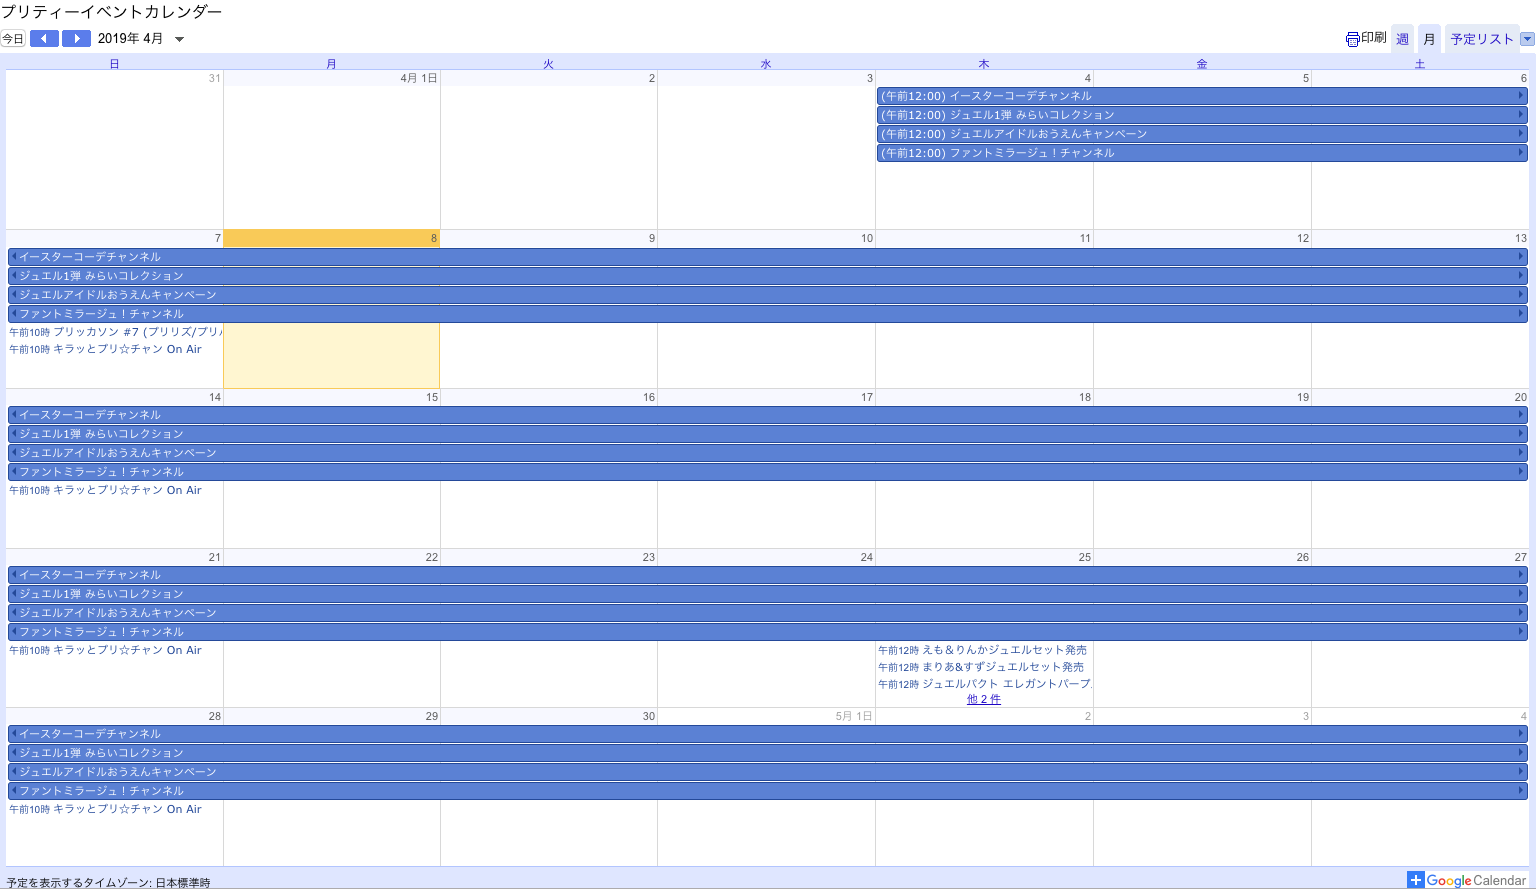 プリティーイベントカレンダー
今日 2019年 4月 印刷 週 月 予定リスト
日 月 火 水 木 金 土
31 4月 1日 2 3 4 5 6
(午前12:00) イースターコーデチャンネル
(午前12:00) ジュエル1弾 みらいコレクション
(午前12:00) ジュエルアイドルおうえんキャンペーン
(午前12:00) ファントミラージュ！チャンネル
7 8 9 10 11 12 13
イースターコーデチャンネル
ジュエル1弾 みらいコレクション
ジュエルアイドルおうえんキャンペーン
ファントミラージュ！チャンネル
午前10時 プリッカソン #7 (プリリズ/プリパ
午前10時 キラッとプリ☆チャン On Air
14 15 16 17 18 19 20
イースターコーデチャンネル
ジュエル1弾 みらいコレクション
ジュエルアイドルおうえんキャンペーン
ファントミラージュ！チャンネル
午前10時 キラッとプリ☆チャン On Air
21 22 23 24 25 26 27
イースターコーデチャンネル
ジュエル1弾 みらいコレクション
ジュエルアイドルおうえんキャンペーン
ファントミラージュ！チャンネル
午前10時 キラッとプリ☆チャン On Air
午前12時 えも＆りんかジュエルセット発売
午前12時 まりあ&すずジュエルセット発売
午前12時 ジュエルパクト エレガントパープ
他 2 件
28 29 30 5月 1日 2 3 4
イースターコーデチャンネル
ジュエル1弾 みらいコレクション
ジュエルアイドルおうえんキャンペーン
ファントミラージュ！チャンネル
午前10時 キラッとプリ☆チャン On Air
予定を表示するタイムゾーン: 日本標準時
Google Calendar